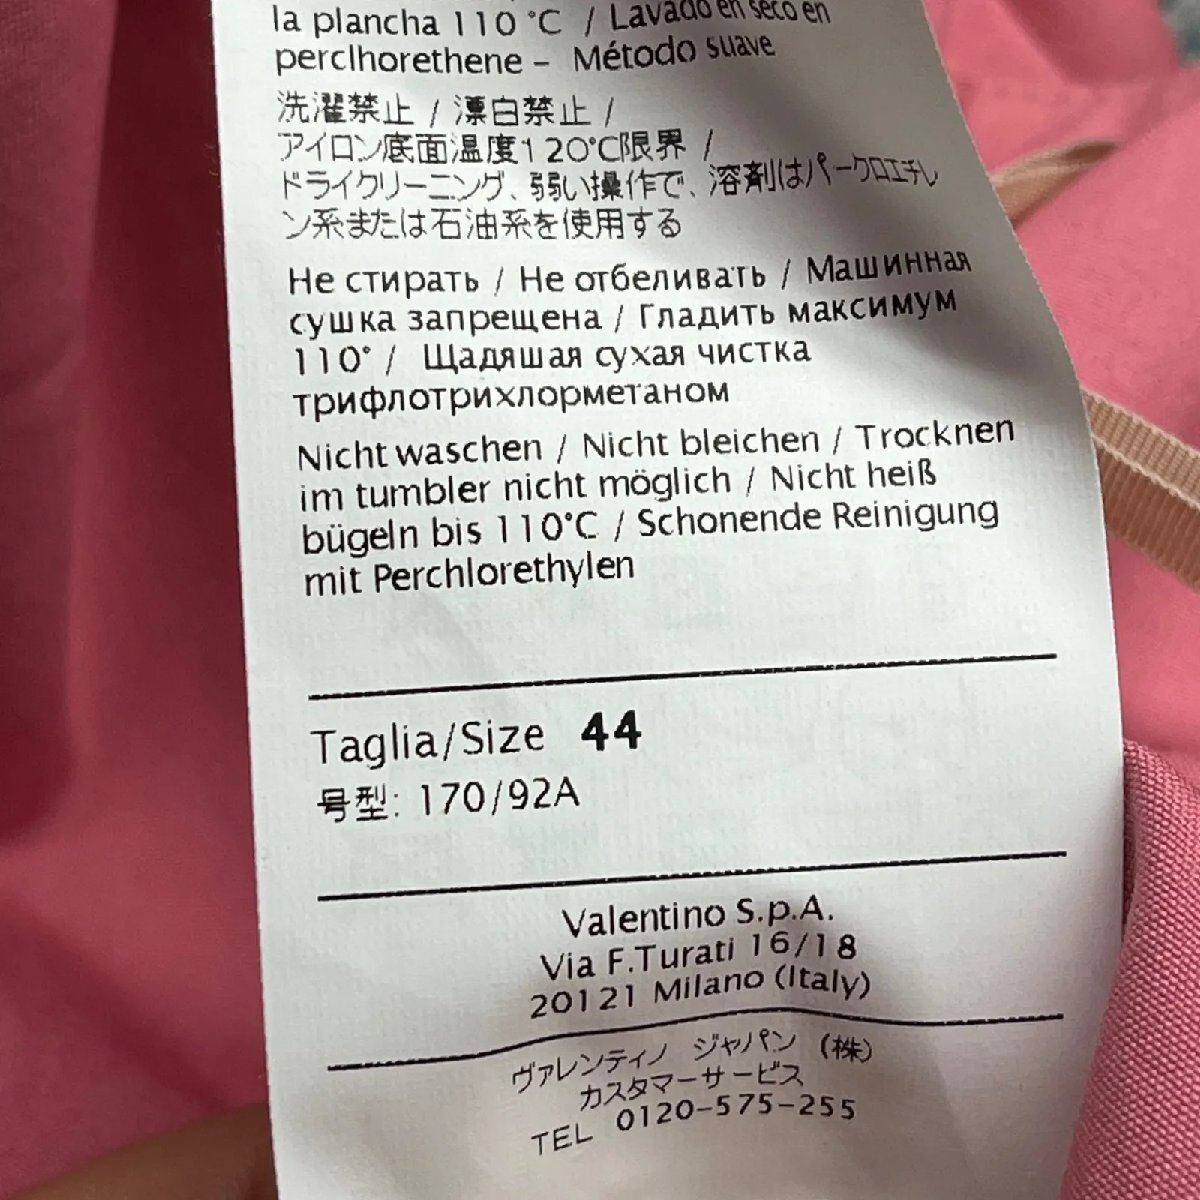 la plancha 110 °C / Lavado en seco en
perclhorethene - Método suave
洗濯禁止 / 漂白禁止 /
アイロン底面温度120°C限界 /
ドライクリーニング、弱い操作で、溶剤はパークロエチレ
ン系または石油系を使用する
Не стирать / Не отбеливать / Машинная
сушка запрещена / Гладить максимум
110° / Щадяшая сухая чистка
трифлотрихлорметаном
Nicht waschen / Nicht bleichen / Trocknen
im tumbler nicht möglich / Nicht heiß
bügeln bis 110°C / Schonende Reinigung
mit Perchlorethylen
Taglia/Size 44
号型: 170/92A
Valentino S.p.A.
Via F.Turati 16/18
20121 Milano (Italy)
ヴァレンティノ ジャパン (株)
カスタマーサービス
TEL 0120-575-255